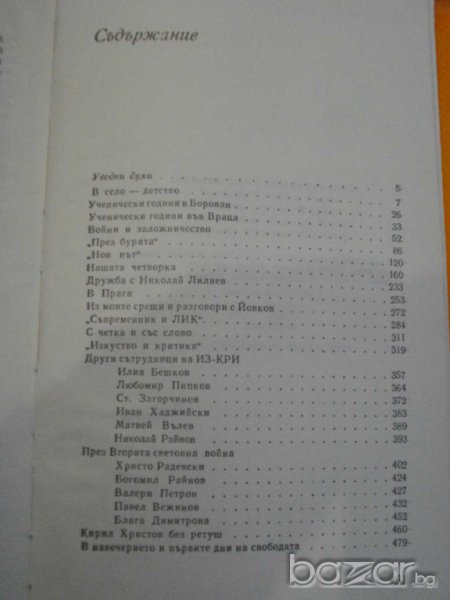 Съдържание
Уводни думи . . . 5
В село — детство . . . 7
Ученически години в Борован . . . 26
Ученически години във Враца . . . 33
Войни и заложничество . . . 52
„През бурята“ . . . 86
„Нов път“ . . . 120
Нашата четворка . . . 160
Дружба с Николай Лилиев . . . 233
В Прага . . . 253
Из моите срещи и разговори с Йовков . . . 272
„Съвременник и ЛИК“ . . . 284
С четка и със слово . . . 311
„Изкуство и критика“ . . . 319
Други сътрудници на ИЗ-КРИ
Илия Бешков . . . 357
Любомир Пипков . . . 364
Ст. Загорчинов . . . 372
Иван Хаджийски . . . 383
Матвей Вълев . . . 389
Николай Райнов . . . 393
През Втората световна война
Христо Радевски . . . 402
Богомил Райнов . . . 424
Валери Петров . . . 427
Павел Вежинов . . . 432
Блага Димитрова . . . 452
Кирил Христов без ретуш . . . 460
В навечерието и първите дни на свободата . . . 479
bazar.bg